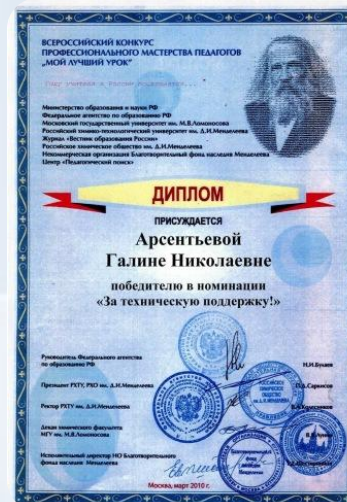 ВСЕРОССИЙСКИЙ КОНКУРС
ПРОФЕССИОНАЛЬНОГО МАСТЕРСТВА ПЕДАГОГОВ
„МОЙ ЛУЧШИЙ УРОК"
Министерство образования и науки РФ
Федеральное агентство по образованию РФ
Московский государственный университет им. М.В.Ломоносова
Российский химико-технологический университет им. Д.И.Менделеева
Журнал «Вестник образования России»
Российское химическое общество им. Д.И.Менделеева
Некоммерческая организация Благотворительный фонд наследия Менделеева
Центр «Педагогический поиск»
ДИПЛОМ
ПРИСУЖДАЕТСЯ
Арсентьевой
Галине Николаевне
победителю в номинации
«За техническую поддержку!»
Руководитель Федерального агентства
по образованию РФ
Н.И.Булаев
Президент РХТУ, РХО им. Д.И.Менделеева
П.Д.Саркисов
Ректор РХТУ им. Д.И.Менделеева
В.А.Колесников
Декан химического факультета
МГУ им. М.В.Ломоносова
Исполнительный директор НО Благотворительного
фонда наследия Менделеева
Москва, март 2010 г.